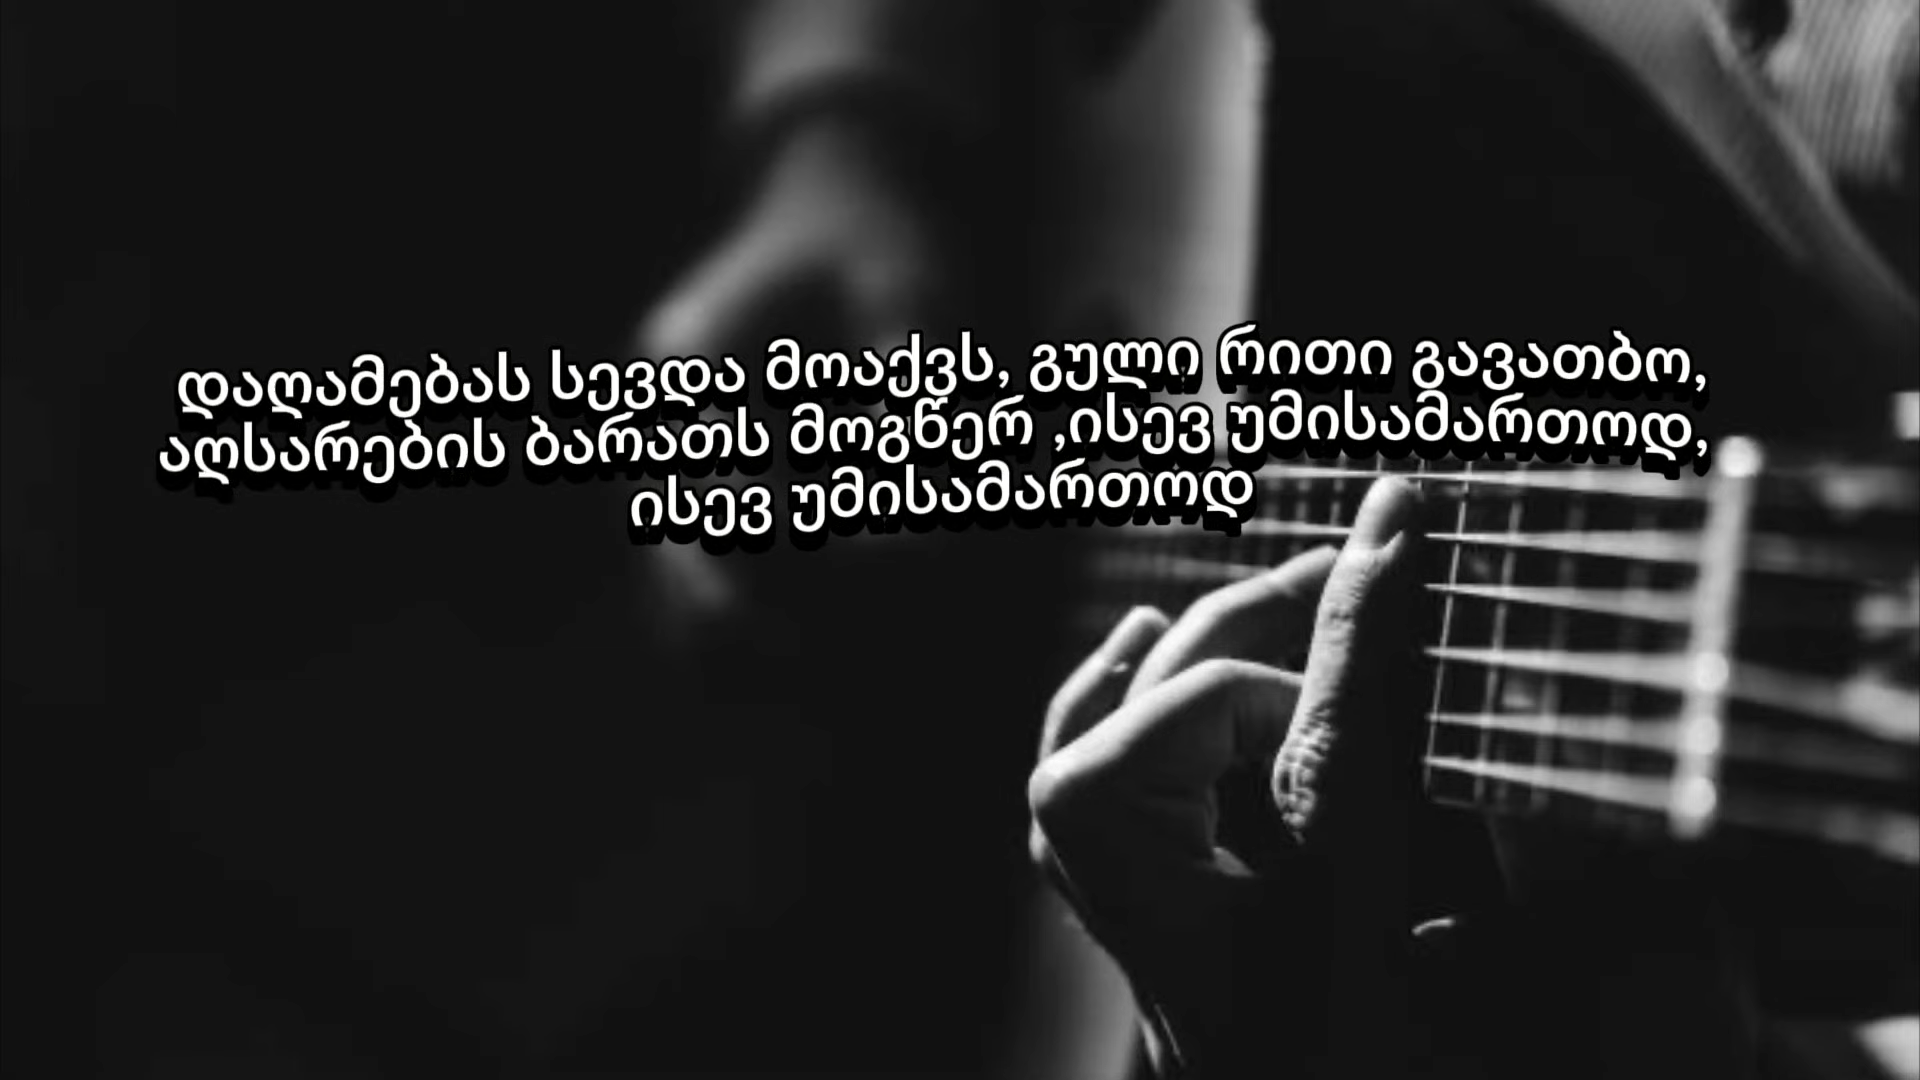 დაღამებას სევდა მოაქვს, გული რითი გავათბო,
აღსარების ბარათს მოგწერ ,ისევ უმისამართოდ,
ისევ უმისამართოდ